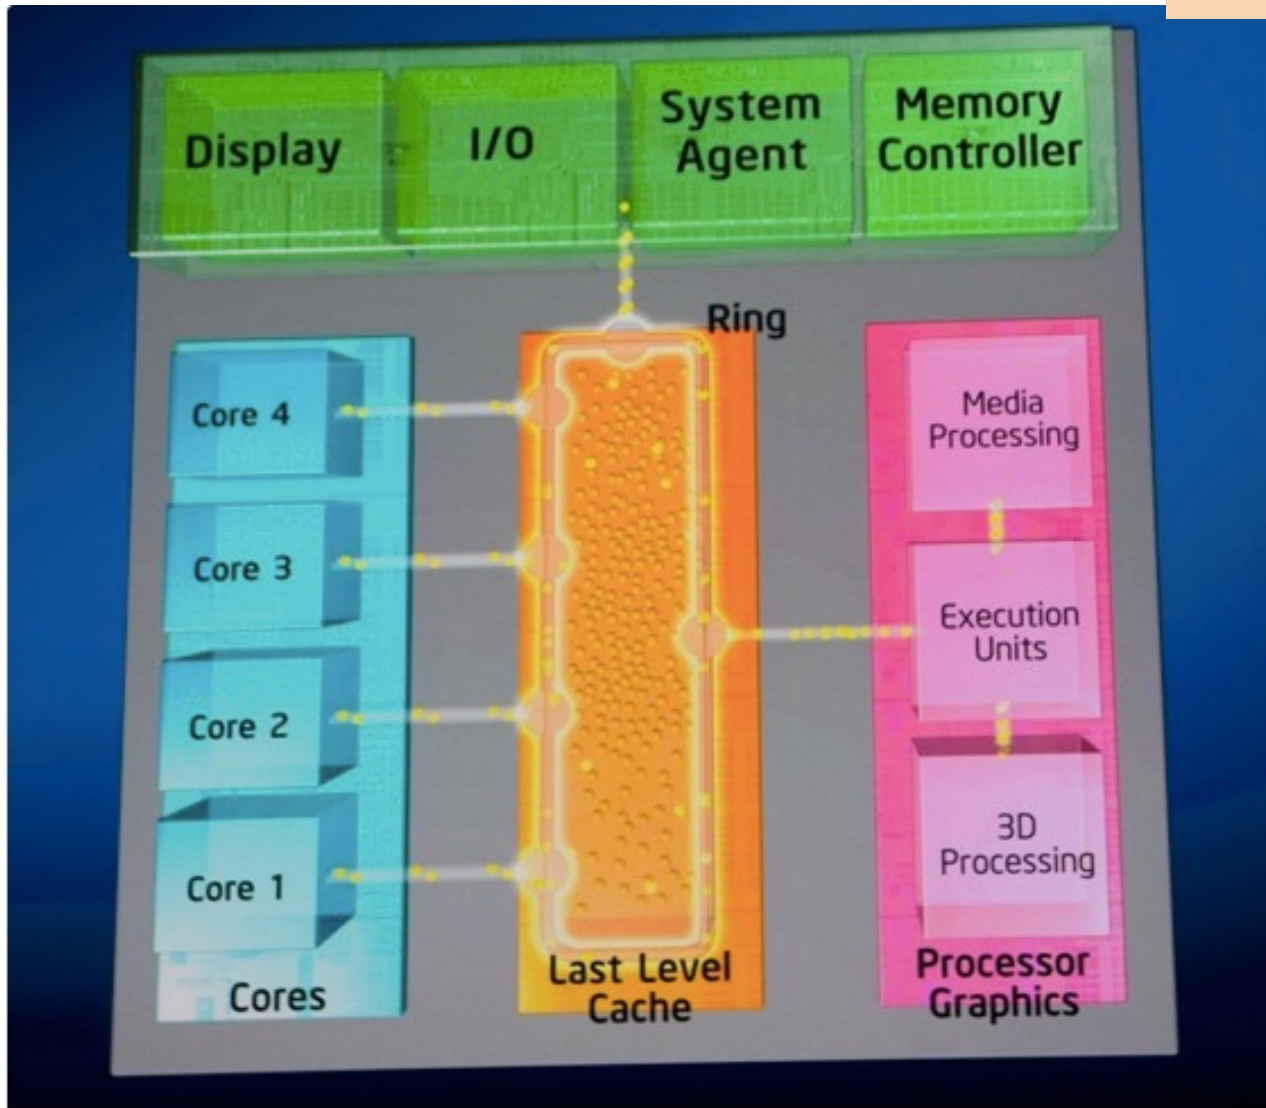 Display
I/O
System
Agent
Memory
Controller
Ring
Core 4
Core 3
Core 2
Core 1
Cores
Last Level
Cache
Media
Processing
Execution
Units
3D
Processing
Processor
Graphics